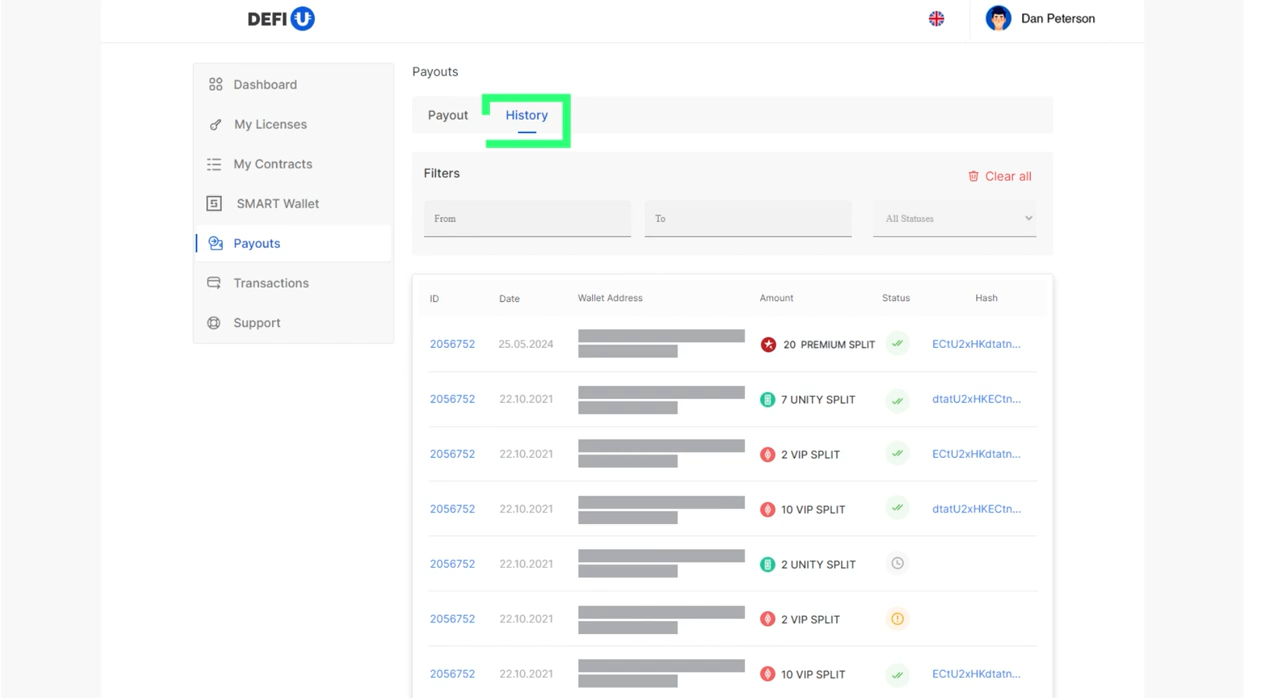 DEFI U
Dan Peterson
Dashboard
My Licenses
My Contracts
SMART Wallet
Payouts
Transactions
Support
Payouts
Payout History
Filters
Clear all
From To All Statuses
ID Date Wallet Address Amount Status Hash
2056752 25.05.2024 20 PREMIUM SPLIT ECtU2xHKdtatn...
2056752 22.10.2021 7 UNITY SPLIT dtatU2xHKECtn...
2056752 22.10.2021 2 VIP SPLIT ECtU2xHKdtatn...
2056752 22.10.2021 10 VIP SPLIT dtatU2xHKECtn...
2056752 22.10.2021 2 UNITY SPLIT
2056752 22.10.2021 2 VIP SPLIT
2056752 22.10.2021 10 VIP SPLIT ECtU2xHKdtatn...